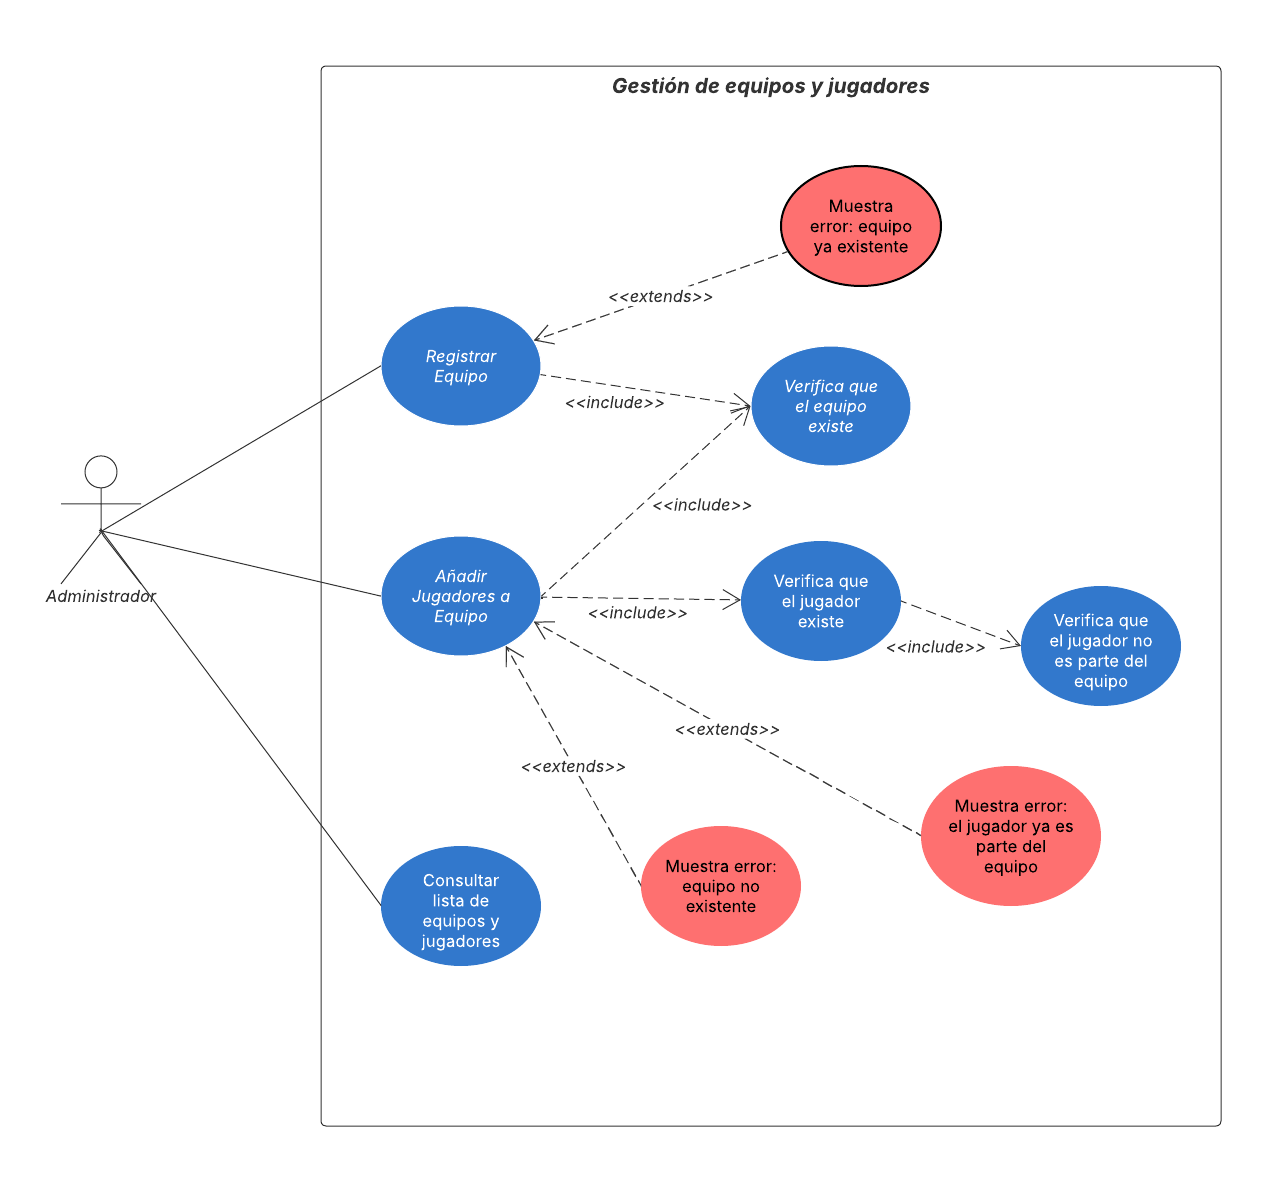 Gestión de equipos y jugadores
Muestra
error: equipo
ya existente
<<extends>>
Registrar
Equipo
<<include>>
Verifica que
el equipo
existe
<<include>>
Administrador
Añadir
Jugadores a
Equipo
<<include>>
Verifica que
el jugador
existe
<<include>>
Verifica que
el jugador no
es parte del
equipo
<<extends>>
<<extends>>
Muestra error:
el jugador ya es
parte del
equipo
Muestra error:
equipo no
existente
Consultar
lista de
equipos y
jugadores